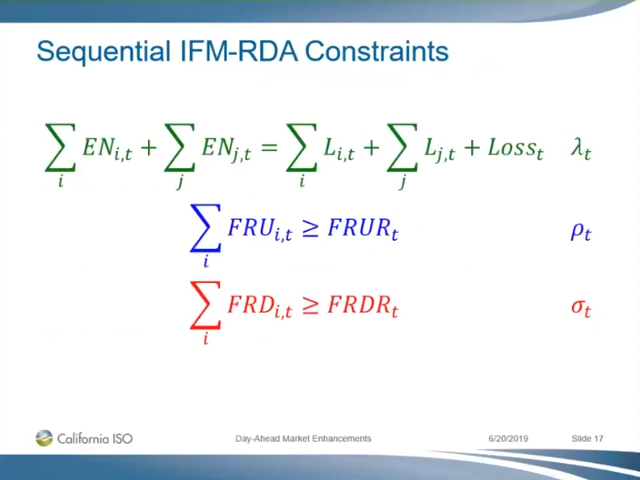 Sequential IFM-RDA Constraints
∑_i EN_{i,t} + ∑_j EN_{j,t} = ∑_i L_{i,t} + ∑_j L_{j,t} + Loss_t λ_t
∑_i FRU_{i,t} ≥ FRUR_t ρ_t
∑_i FRD_{i,t} ≥ FRDR_t σ_t
California ISO Day-Ahead Market Enhancements 6/20/2019 Slide 17